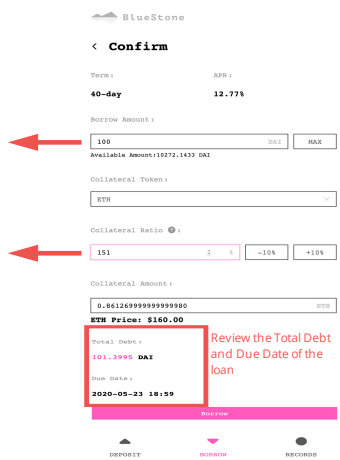 BlueStone
< Confirm
Term: APR:
40-day 12.77%
Borrow Amount:
100 DAI MAX
Available Amount:10272.1433 DAI
Collateral Token:
ETH
Collateral Ratio ?:
151 % -10% +10%
Collateral Amount:
0.861269999999999980 ETH
ETH Price: $160.00
Total Debt:
101.3995 DAI
Due Date:
2020-05-23 18:59
Review the Total Debt
and Due Date of the
loan
Borrow
DEPOSIT BORROW RECORDS